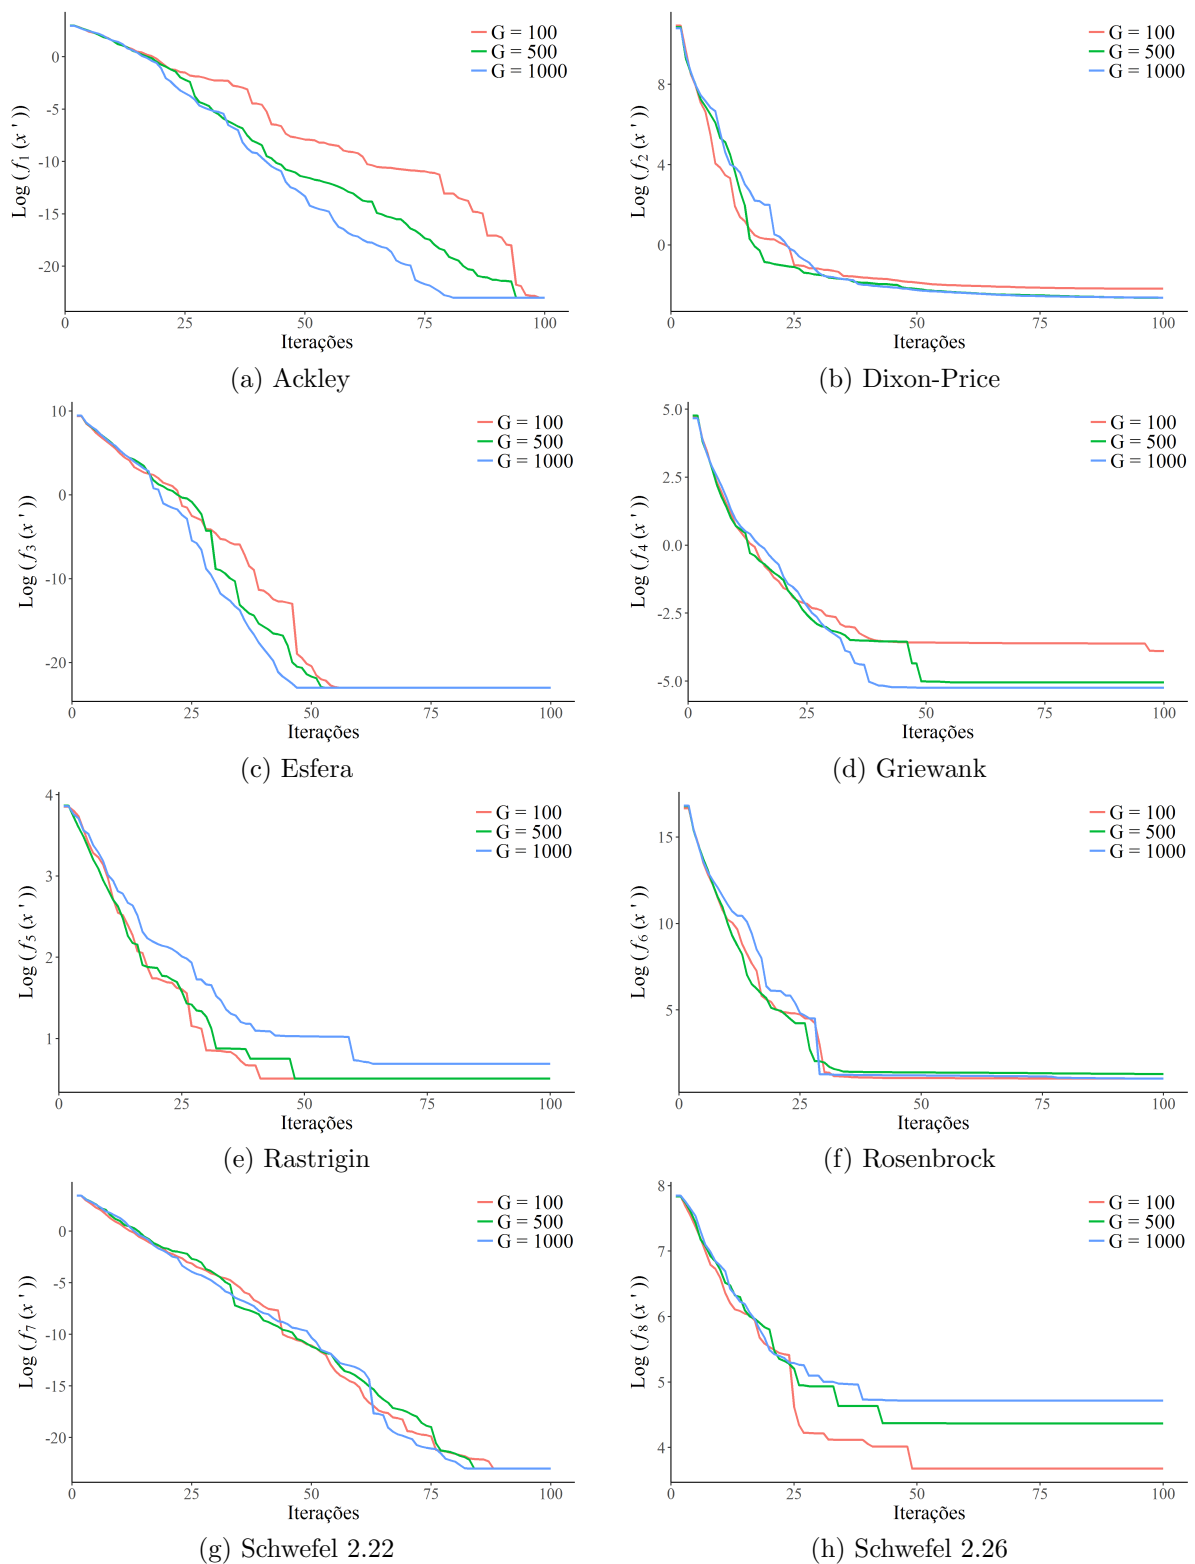 G = 100
G = 500
G = 1000
Log (f₁ (x ' ))
0
-5
-10
-15
-20
0 25 50 75 100
Iterações
(a) Ackley
G = 100
G = 500
G = 1000
Log (f₂ (x ' ))
8
4
0
0 25 50 75 100
Iterações
(b) Dixon-Price
G = 100
G = 500
G = 1000
Log (f₃ (x ' ))
10
0
-10
-20
0 25 50 75 100
Iterações
(c) Esfera
G = 100
G = 500
G = 1000
Log (f₄ (x ' ))
5.0
2.5
0.0
-2.5
-5.0
0 25 50 75 100
Iterações
(d) Griewank
G = 100
G = 500
G = 1000
Log (f₅ (x ' ))
4
3
2
1
0 25 50 75 100
Iterações
(e) Rastrigin
G = 100
G = 500
G = 1000
Log (f₆ (x ' ))
15
10
5
0 25 50 75 100
Iterações
(f) Rosenbrock
G = 100
G = 500
G = 1000
Log (f₇ (x ' ))
0
-5
-10
-15
-20
0 25 50 75 100
Iterações
(g) Schwefel 2.22
G = 100
G = 500
G = 1000
Log (f₈ (x ' ))
8
7
6
5
4
0 25 50 75 100
Iterações
(h) Schwefel 2.26